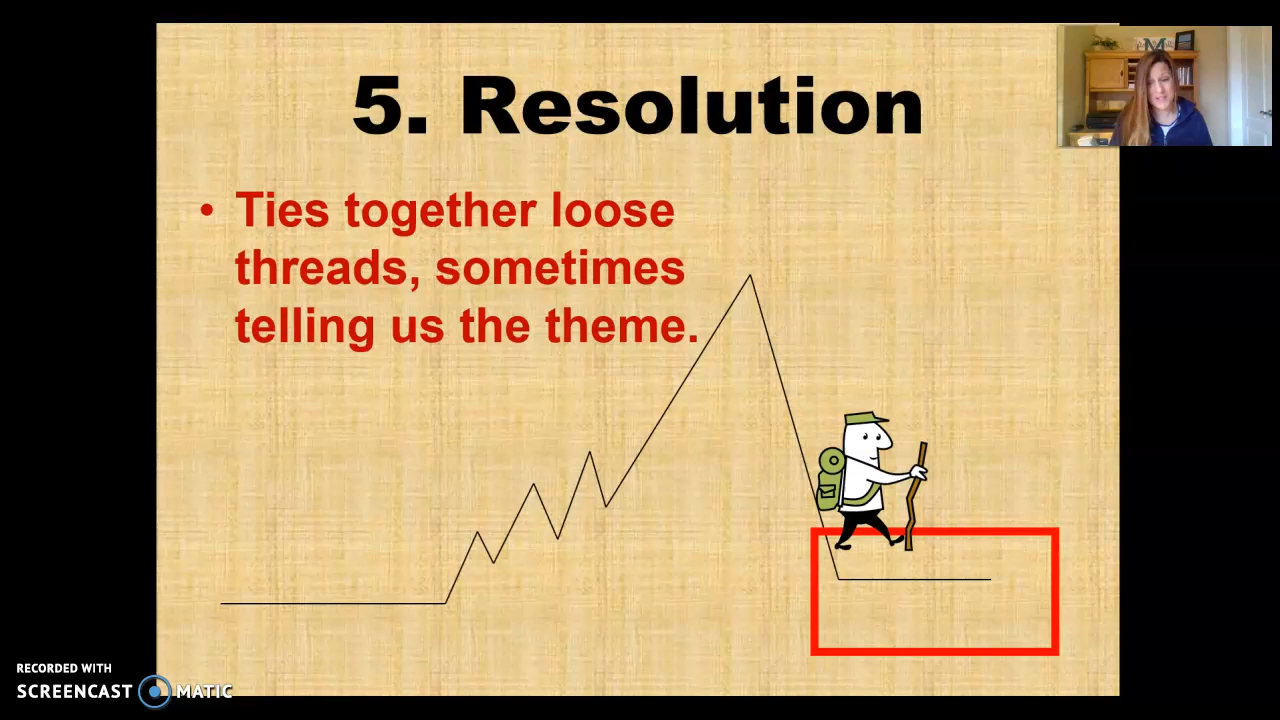 5. Resolution
• Ties together loose
threads, sometimes
telling us the theme.
M
RECORDED WITH
SCREENCAST MATIC